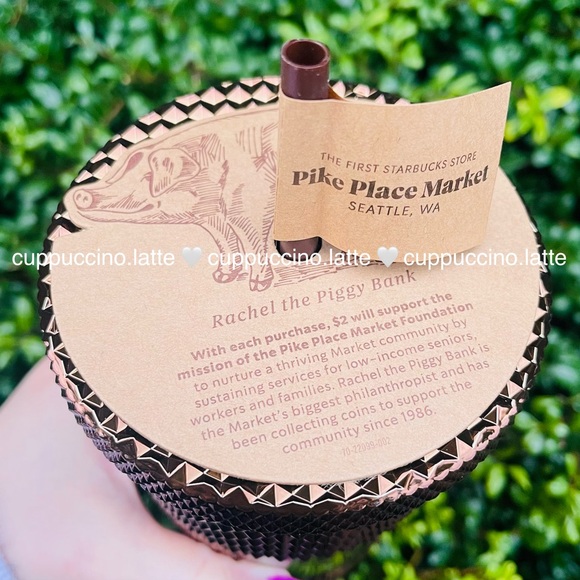 THE FIRST STARBUCKS STORE
Pike Place Market
SEATTLE, WA
cuppuccino.latte 🤍 cuppuccino.latte 🤍 cuppuccino.latte
Rachel the Piggy Bank
With each purchase, $2 will support the
mission of the Pike Place Market Foundation
to nurture a thriving Market community by
sustaining services for low-income seniors,
workers and families. Rachel the Piggy Bank is
the Market's biggest philanthropist and has
been collecting coins to support the
community since 1986.